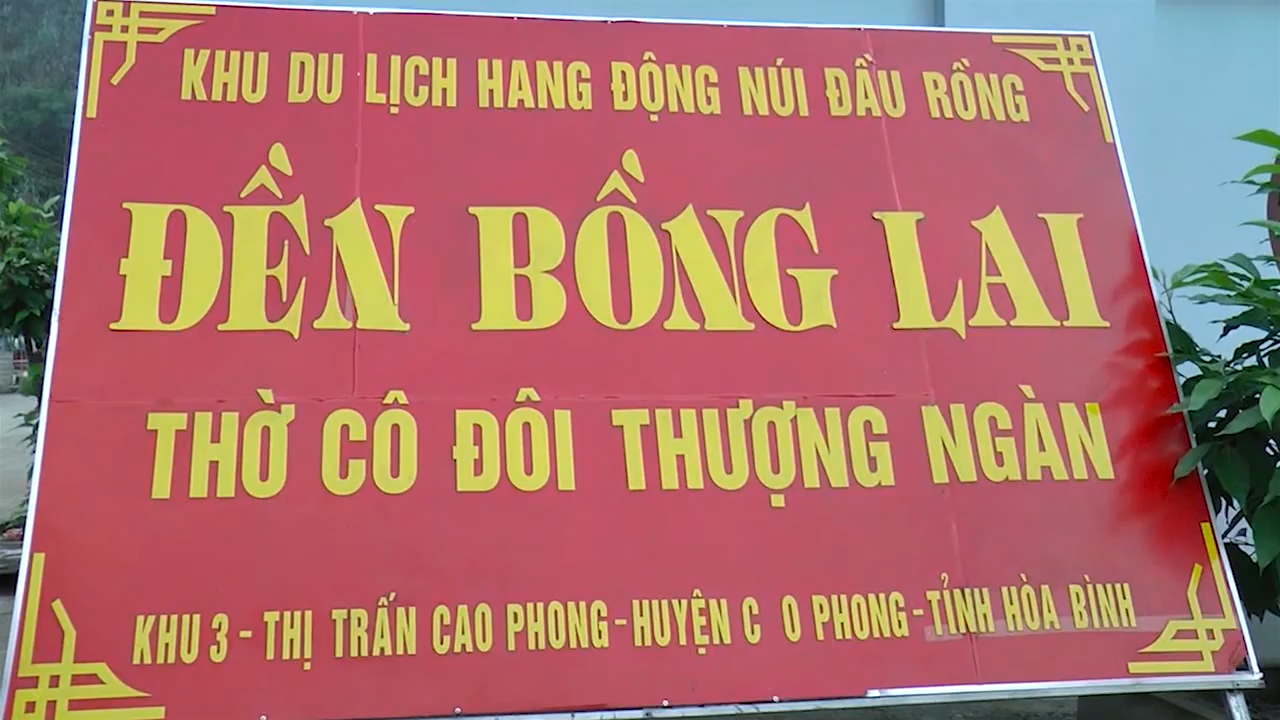 KHU DU LỊCH HANG ĐỘNG NÚI ĐẦU RỒNG
ĐỀN BỒNG LAI
THỜ CÔ ĐÔI THƯỢNG NGÀN
KHU 3 - THỊ TRẤN CAO PHONG - HUYỆN C O PHONG - TỈNH HÒA BÌNH